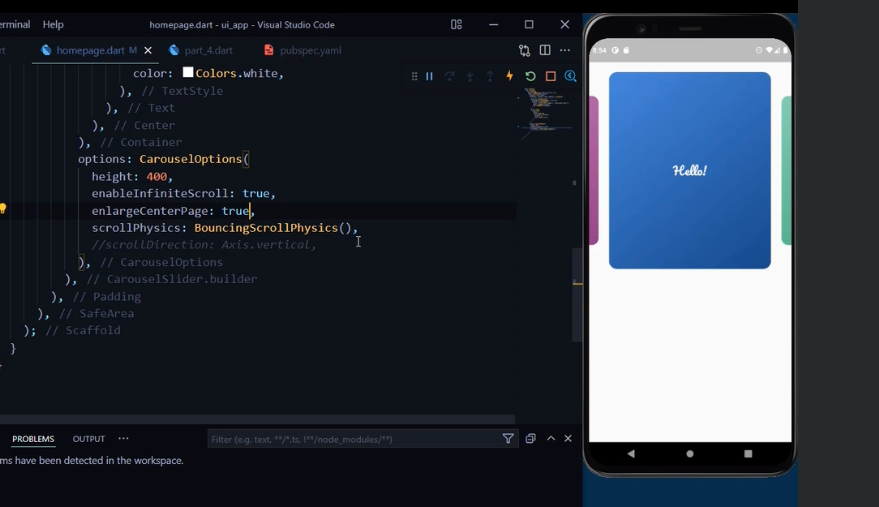 erminal Help homepage.dart - ui_app - Visual Studio Code
rt homepage.dart M part_4.dart pubspec.yaml
color: Colors.white,
), // TextStyle
), // Text
), // Center
), // Container
options: CarouselOptions(
height: 400,
enableInfiniteScroll: true,
enlargeCenterPage: true,
scrollPhysics: BouncingScrollPhysics(),
//scrollDirection: Axis.vertical,
), // CarouselOptions
), // CarouselSlider.builder
), // Padding
), // SafeArea
); // Scaffold
}
PROBLEMS OUTPUT ···
Filter (e.g. text, **/*.ts, !**/node_modules/**)
ms have been detected in the workspace.
8:54
Hello!